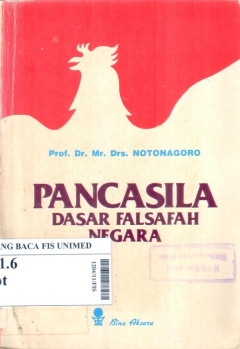 Prof. Dr. Mr. Drs. NOTONAGORO
PANCASILA
DASAR FALSAFAH
NEGARA
NG BACA FIS UNIMED
1.6
ot
Bina Aksara